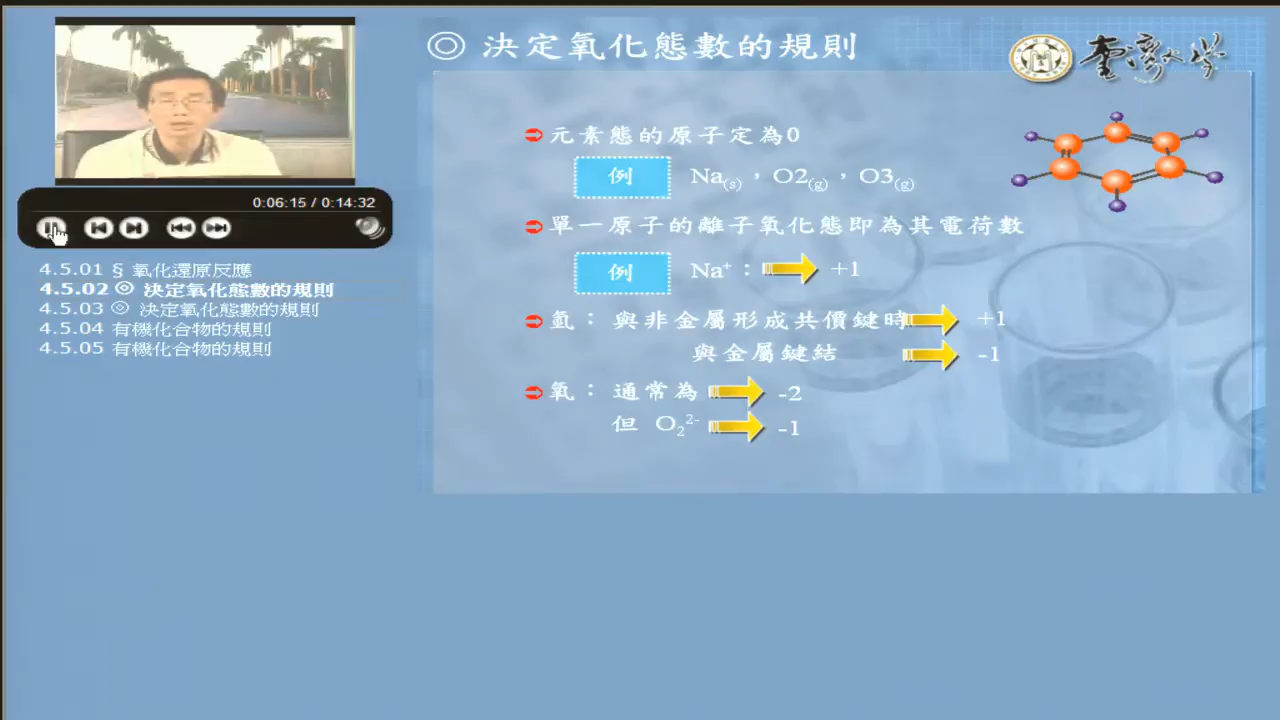 ◎ 決定氧化態數的規則
臺灣大學
0:06:15 / 0:14:32
4.5.01 § 氧化還原反應
4.5.02 ◎ 決定氧化態數的規則
4.5.03 ◎ 決定氧化態數的規則
4.5.04 有機化合物的規則
4.5.05 有機化合物的規則
元素態的原子定為0
例 Na(s),O2(g),O3(g)
單一原子的離子氧化態即為其電荷數
例 Na⁺: +1
氫: 與非金屬形成共價鍵時 +1
與金屬鍵結 -1
氧: 通常為 -2
但 O₂²⁻ -1